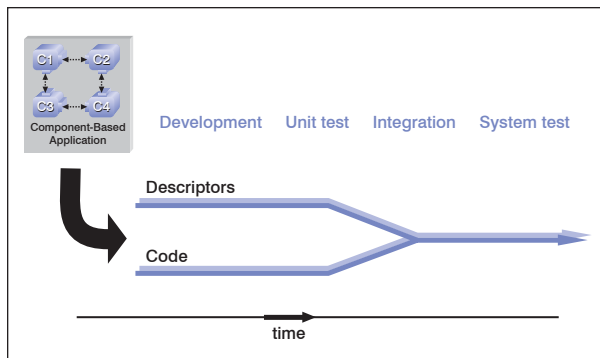 C1 C2
C3 C4
Component-Based
Application
Development Unit test Integration System test
Descriptors
Code
time